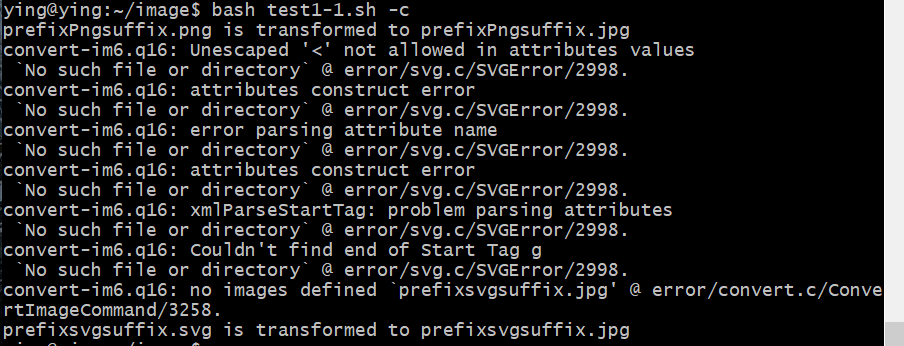 ying@ying:~/image$ bash test1-1.sh -c
prefixPngsuffix.png is transformed to prefixPngsuffix.jpg
convert-im6.q16: Unescaped '<' not allowed in attributes values
 `No such file or directory` @ error/svg.c/SVGError/2998.
convert-im6.q16: attributes construct error
 `No such file or directory` @ error/svg.c/SVGError/2998.
convert-im6.q16: error parsing attribute name
 `No such file or directory` @ error/svg.c/SVGError/2998.
convert-im6.q16: attributes construct error
 `No such file or directory` @ error/svg.c/SVGError/2998.
convert-im6.q16: xmlParseStartTag: problem parsing attributes
 `No such file or directory` @ error/svg.c/SVGError/2998.
convert-im6.q16: Couldn't find end of Start Tag g
 `No such file or directory` @ error/svg.c/SVGError/2998.
convert-im6.q16: no images defined `prefixsvgsuffix.jpg' @ error/convert.c/Conve
rtImageCommand/3258.
prefixsvgsuffix.svg is transformed to prefixsvgsuffix.jpg